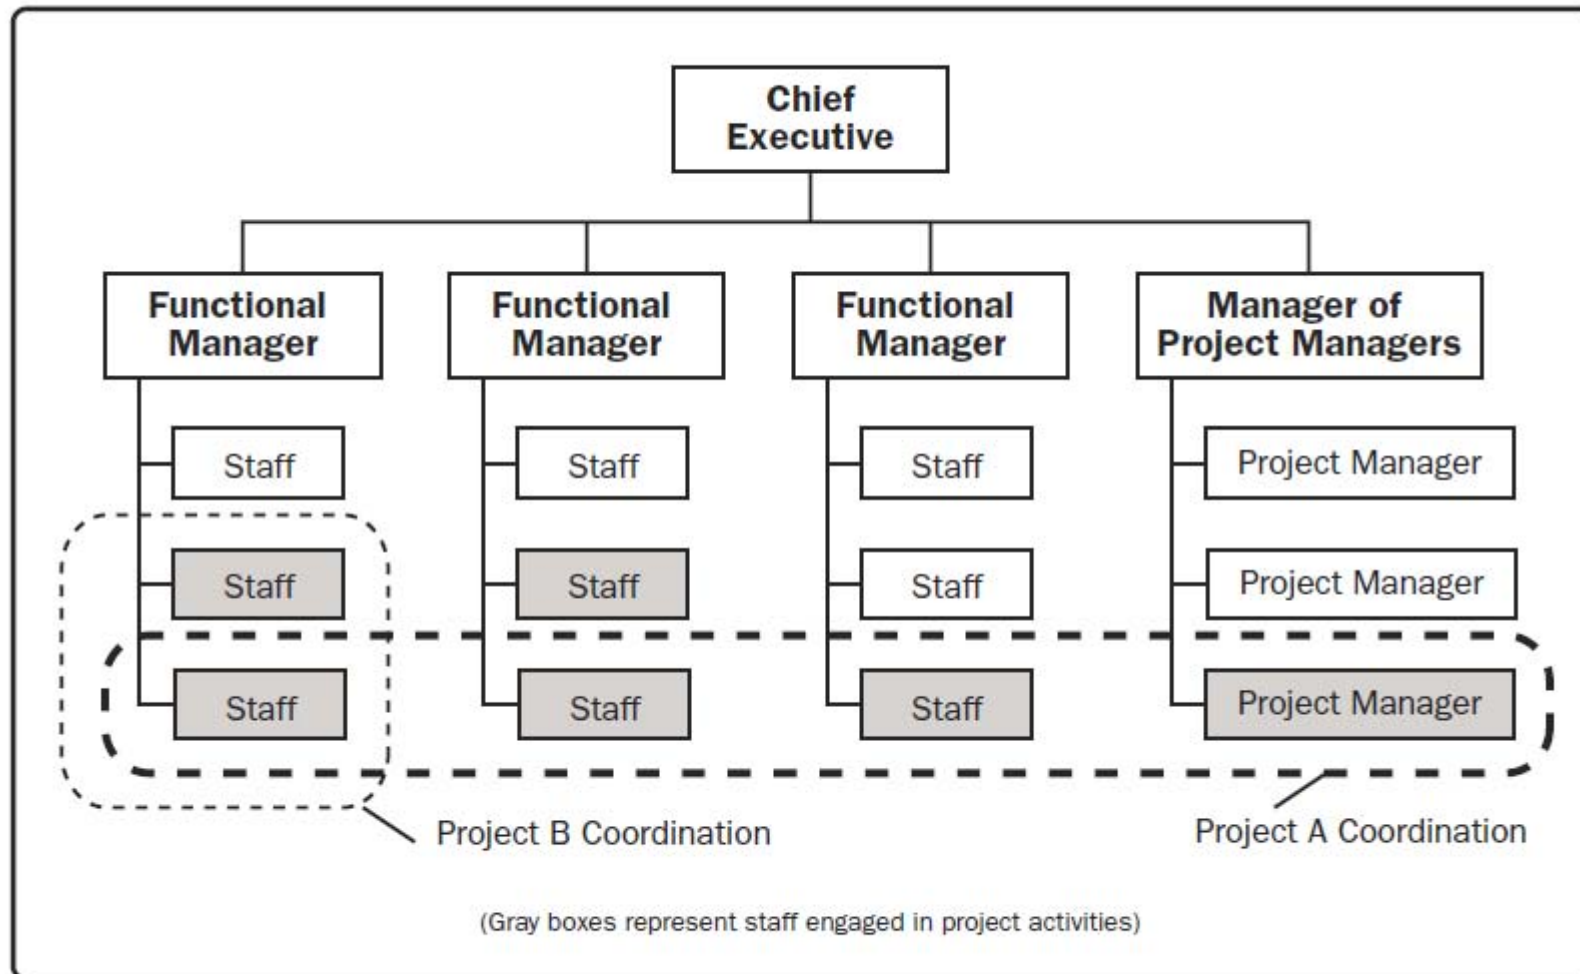 Chief
Executive
Functional
Manager
Functional
Manager
Functional
Manager
Manager of
Project Managers
Staff
Staff
Staff
Project Manager
Staff
Staff
Staff
Project Manager
Staff
Staff
Staff
Project Manager
Project B Coordination
Project A Coordination
(Gray boxes represent staff engaged in project activities)